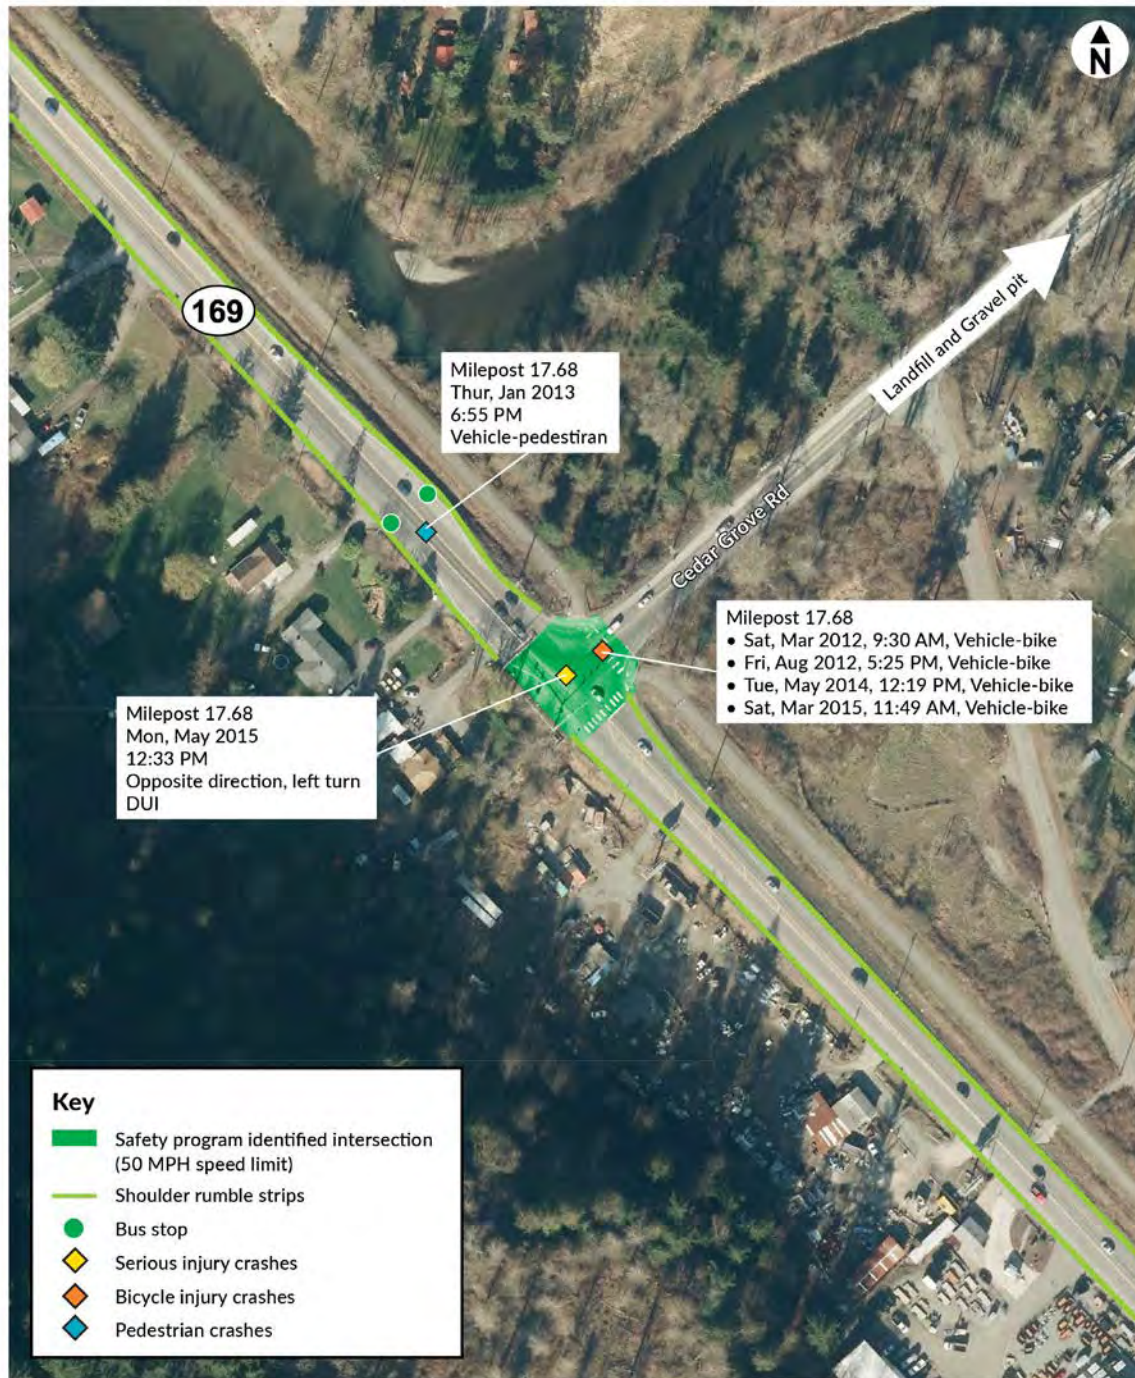 N
169
Milepost 17.68
Thur, Jan 2013
6:55 PM
Vehicle-pedestiran
Landfill and Gravel pit
Cedar Grove Rd
Milepost 17.68
• Sat, Mar 2012, 9:30 AM, Vehicle-bike
• Fri, Aug 2012, 5:25 PM, Vehicle-bike
• Tue, May 2014, 12:19 PM, Vehicle-bike
• Sat, Mar 2015, 11:49 AM, Vehicle-bike
Milepost 17.68
Mon, May 2015
12:33 PM
Opposite direction, left turn
DUI
Key
Safety program identified intersection
(50 MPH speed limit)
Shoulder rumble strips
Bus stop
Serious injury crashes
Bicycle injury crashes
Pedestrian crashes